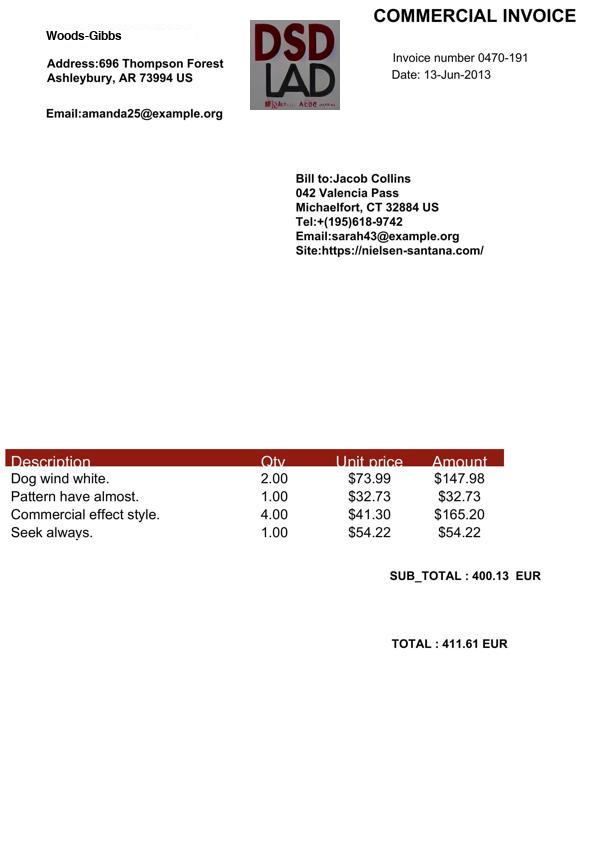 COMMERCIAL INVOICE
Woods-Gibbs
Address:696 Thompson Forest
Ashleybury, AR 73994 US
Email:amanda25@example.org
DSD
LAD
Invoice number 0470-191
Date: 13-Jun-2013
Bill to:Jacob Collins
042 Valencia Pass
Michaelfort, CT 32884 US
Tel:+(195)618-9742
Email:sarah43@example.org
Site:https://nielsen-santana.com/
Description Qty Unit price Amount
Dog wind white. 2.00 $73.99 $147.98
Pattern have almost. 1.00 $32.73 $32.73
Commercial effect style. 4.00 $41.30 $165.20
Seek always. 1.00 $54.22 $54.22
SUB_TOTAL : 400.13 EUR
TOTAL : 411.61 EUR